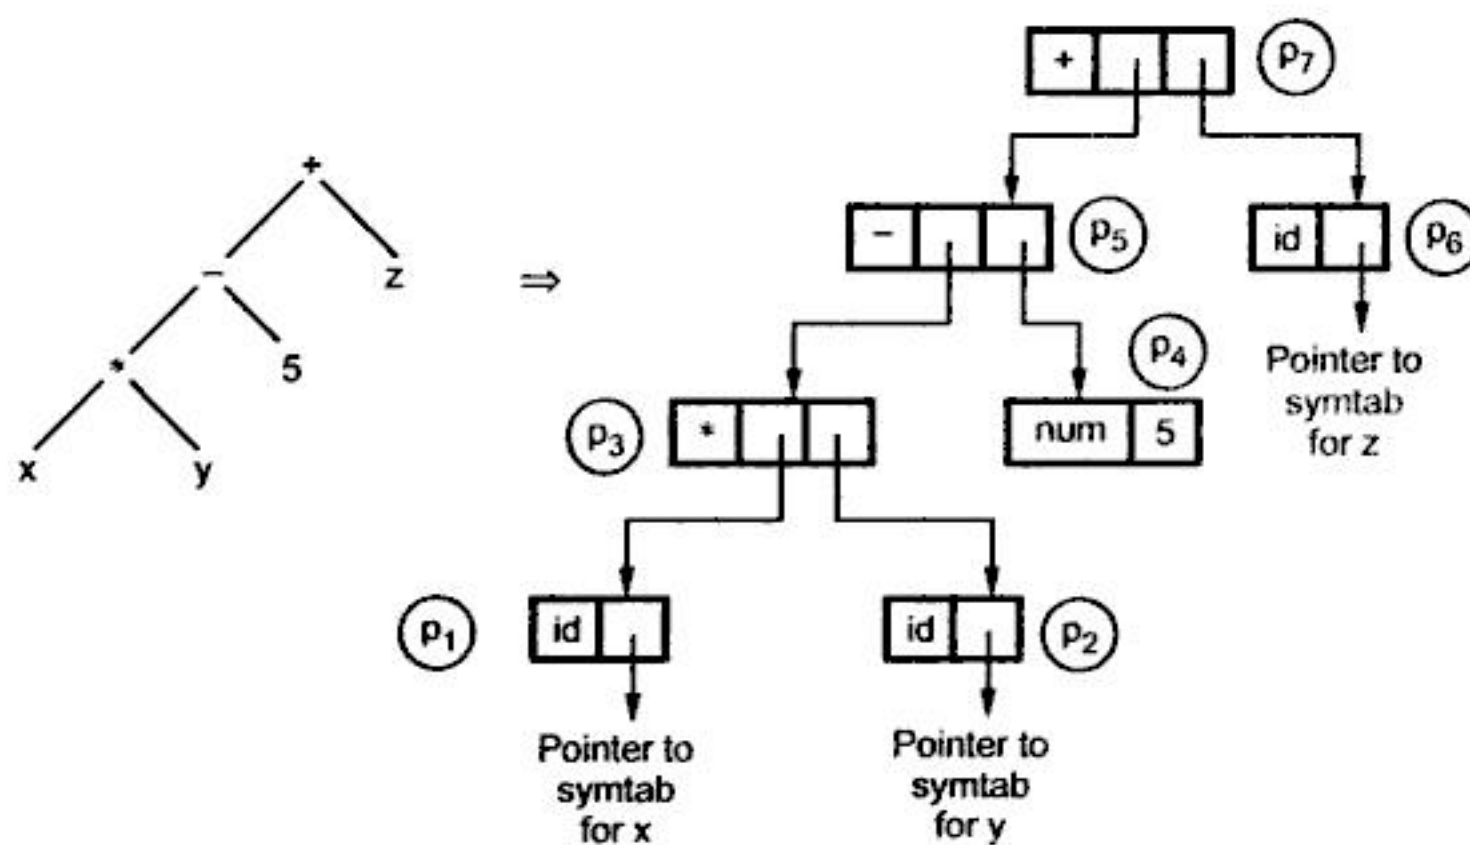 +
-
z
*
5
x
y
⇒
+
p7
-
p5
id
p6
Pointer to
symtab
for z
p4
num 5
p3
*
p1
id
id
p2
Pointer to
symtab
for x
Pointer to
symtab
for y